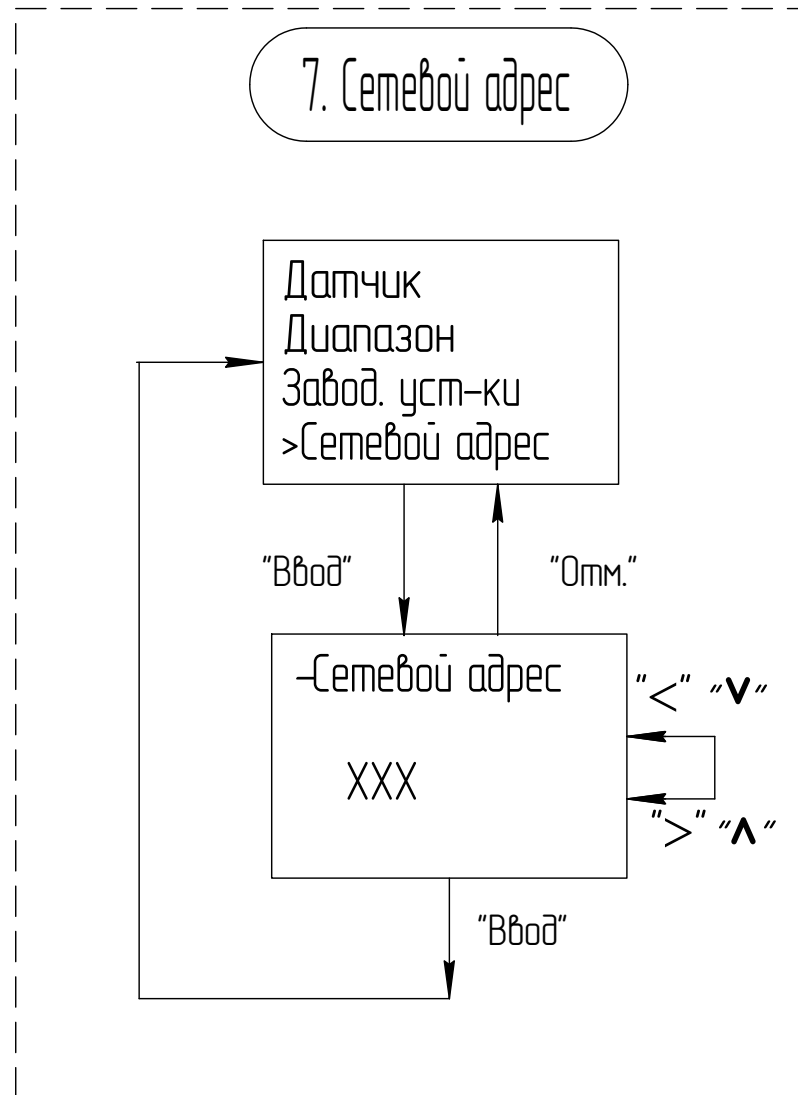 7. Сетевой адрес
Датчик
Диапазон
Завод. уст-ки
>Сетевой адрес
"Ввод" "Отм."
-Сетевой адрес
"<" "∨"
XXX
">" "∧"
"Ввод"